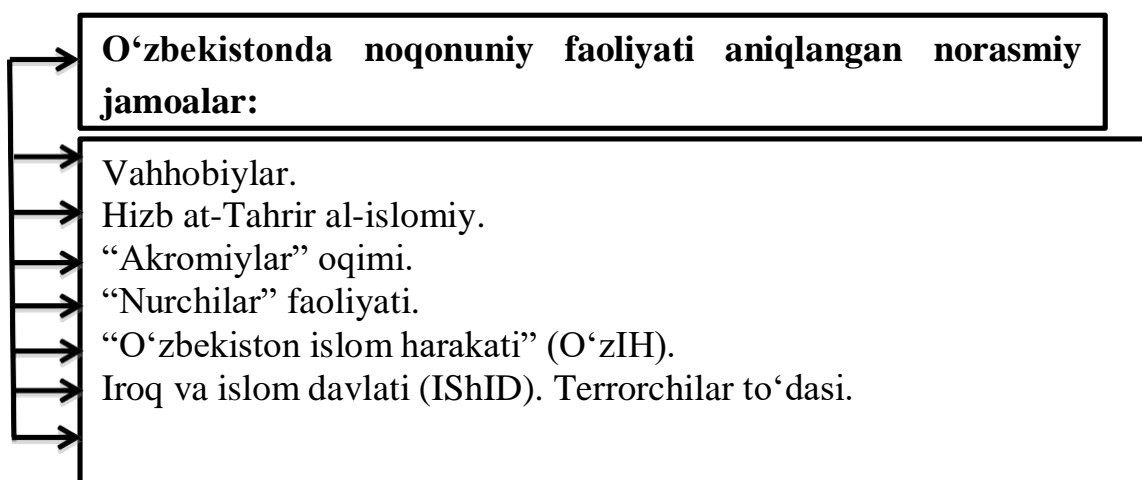 O‘zbekistonda noqonuniy faoliyati aniqlangan norasmiy
jamoalar:
Vahhobiylar.
Hizb at-Tahrir al-islomiy.
“Akromiylar” oqimi.
“Nurchilar” faoliyati.
“O‘zbekiston islom harakati” (O‘zIH).
Iroq va islom davlati (IShID). Terrorchilar to‘dasi.